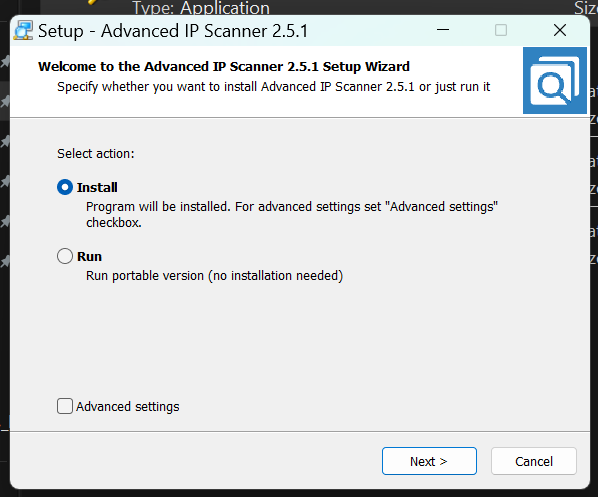 Type: Application
Size
Setup - Advanced IP Scanner 2.5.1
Welcome to the Advanced IP Scanner 2.5.1 Setup Wizard
Specify whether you want to install Advanced IP Scanner 2.5.1 or just run it
Select action:
Install
Program will be installed. For advanced settings set "Advanced settings"
checkbox.
Run
Run portable version (no installation needed)
Advanced settings
Next >
Cancel